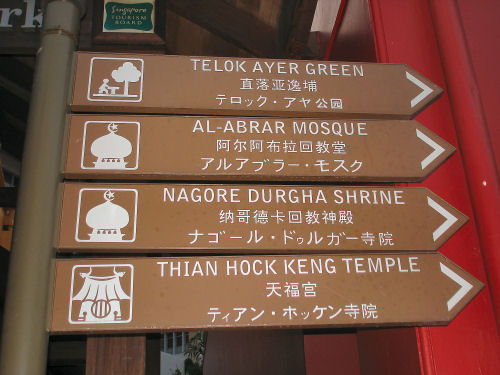 rk
Singapore
TOURISM
BOARD
TELOK AYER GREEN
直落亚逸埔
テロック・アヤ公园
AL-ABRAR MOSQUE
阿尔阿布拉回教堂
アルアブラー・モスク
NAGORE DURGHA SHRINE
纳哥德卡回教神殿
ナゴール・ドゥルガー寺院
THIAN HOCK KENG TEMPLE
天福宫
ティアン・ホッケン寺院